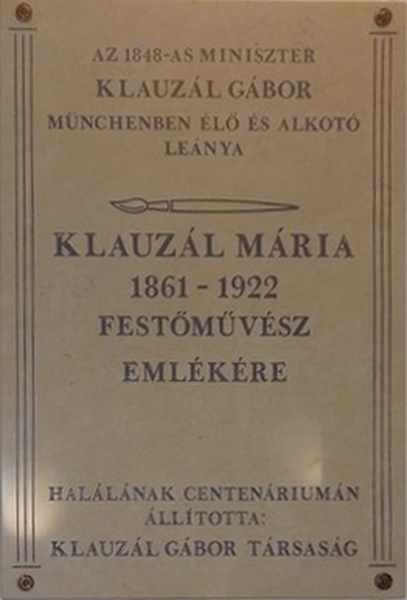 AZ 1848-AS MINISZTER
KLAUZÁL GÁBOR
MÜNCHENBEN ÉLŐ ÉS ALKOTÓ
LEÁNYA
KLAUZÁL MÁRIA
1861 - 1922
FESTŐMŰVÉSZ
EMLÉKÉRE
HALÁLÁNAK CENTENÁRIUMÁN
ÁLLÍTOTTA:
KLAUZÁL GÁBOR TÁRSASÁG